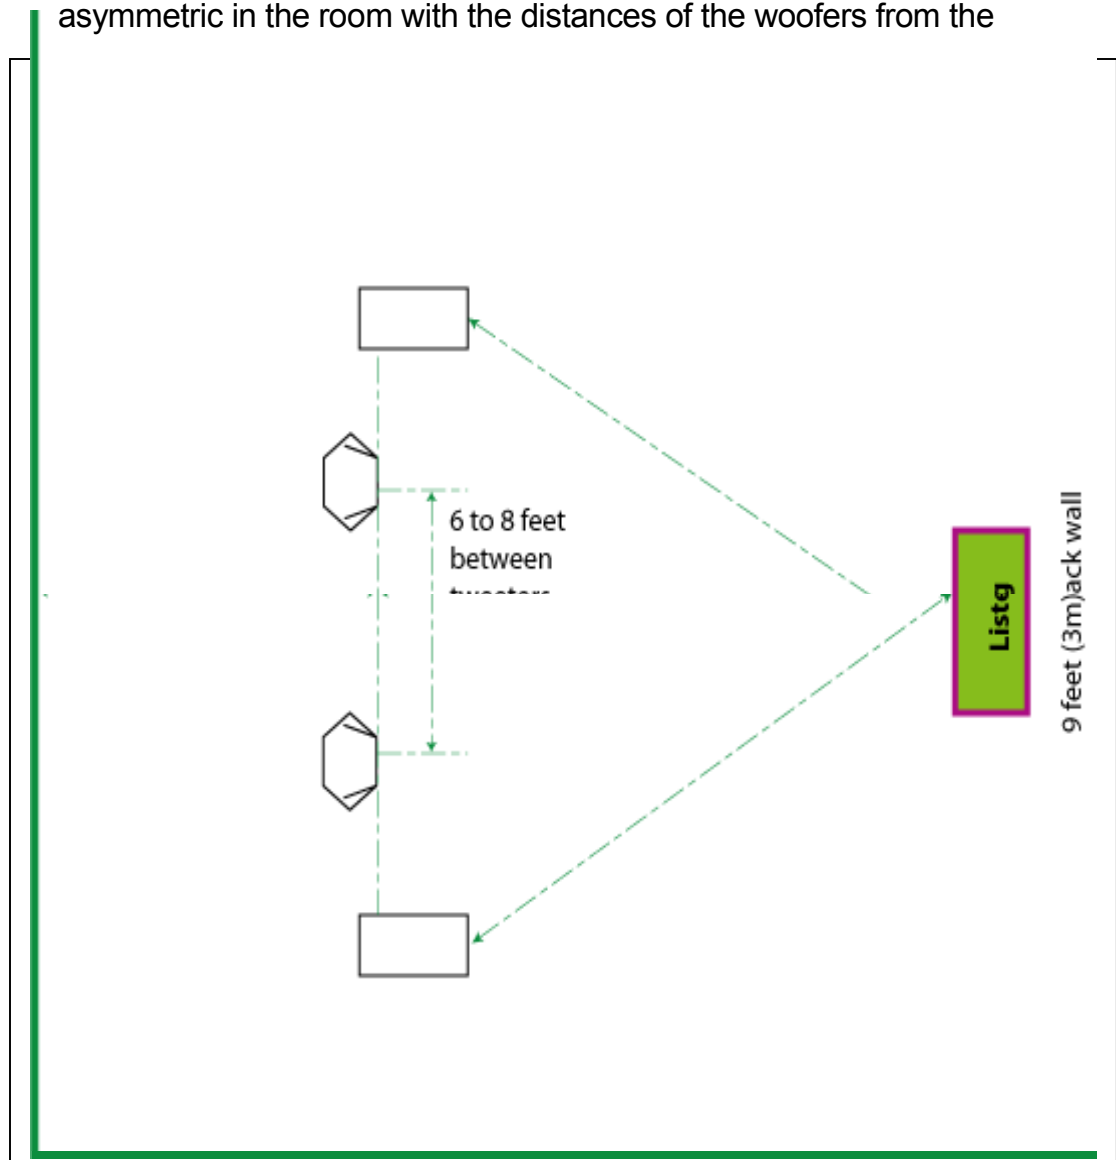 asymmetric in the room with the distances of the woofers from the
6 to 8 feet
between
tweeters
Listg
9 feet (3m)ack wall